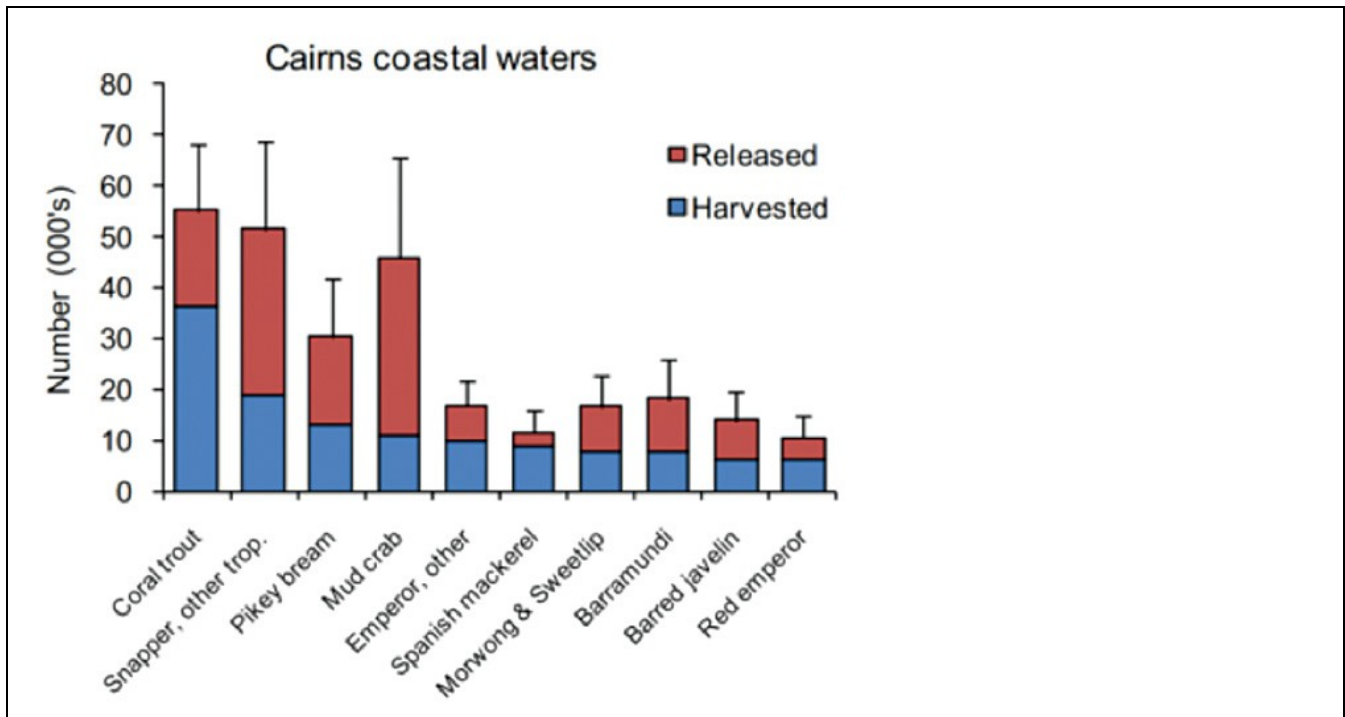 Cairns coastal waters
80
70
60
50
40
30
20
10
0
Number (000's)
Released
Harvested
Coral trout
Snapper, other trop.
Pikey bream
Mud crab
Emperor, other
Spanish mackerel
Morwong & Sweetlip
Barramundi
Barred javelin
Red emperor